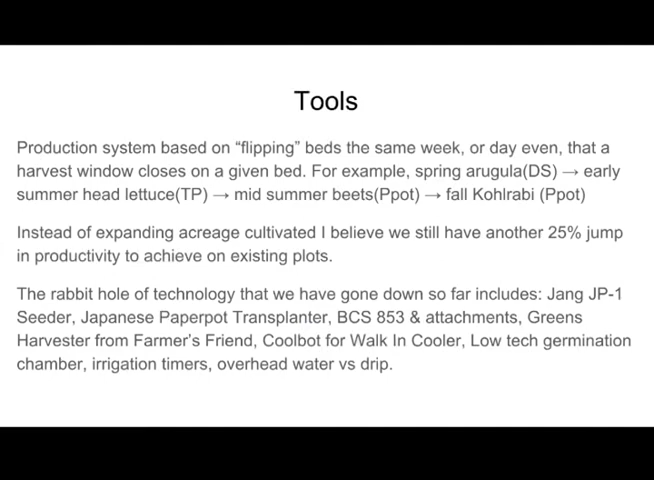 Tools
Production system based on “flipping” beds the same week, or day even, that a
harvest window closes on a given bed. For example, spring arugula(DS) → early
summer head lettuce(TP) → mid summer beets(Ppot) → fall Kohlrabi (Ppot)
Instead of expanding acreage cultivated I believe we still have another 25% jump
in productivity to achieve on existing plots.
The rabbit hole of technology that we have gone down so far includes: Jang JP-1
Seeder, Japanese Paperpot Transplanter, BCS 853 & attachments, Greens
Harvester from Farmer’s Friend, Coolbot for Walk In Cooler, Low tech germination
chamber, irrigation timers, overhead water vs drip.